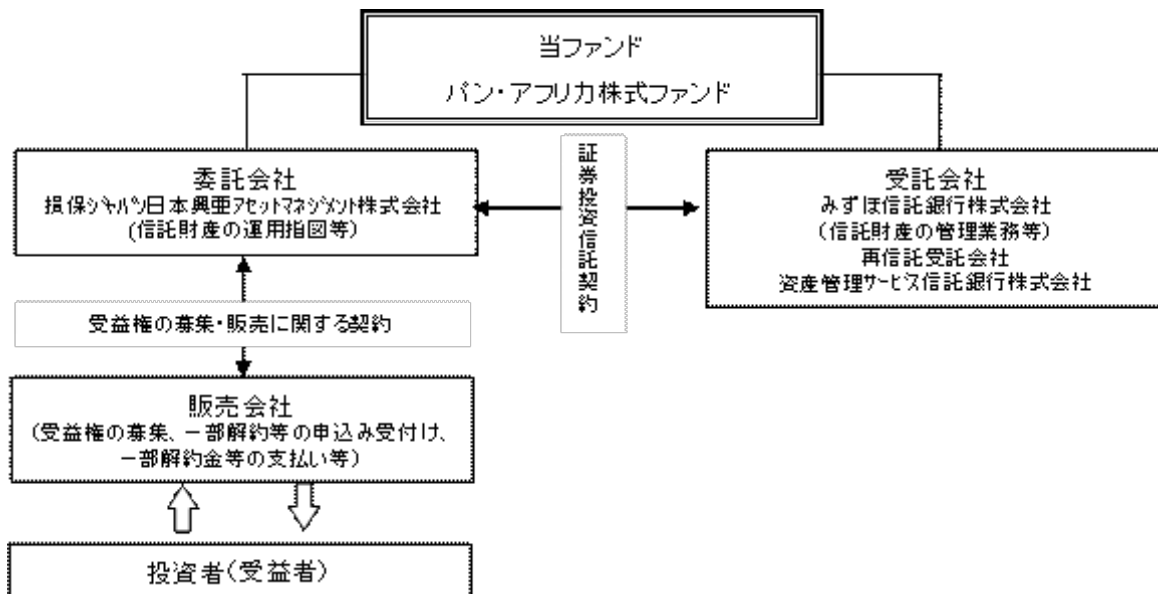 当ファンド
パン・アフリカ株式ファンド
委託会社
損保ｼﾞｬﾊﾟﾝ日本興亜ｱｾｯﾄﾏﾈｼﾞﾒﾝﾄ株式会社
(信託財産の運用指図等)
証券投資信託契約
受託会社
みずほ信託銀行株式会社
(信託財産の管理業務等)
再信託受託会社
資産管理ｻｰﾋﾞｽ信託銀行株式会社
受益権の募集・販売に関する契約
販売会社
(受益権の募集、一部解約等の申込み受付け、
一部解約金等の支払い等)
投資者(受益者)